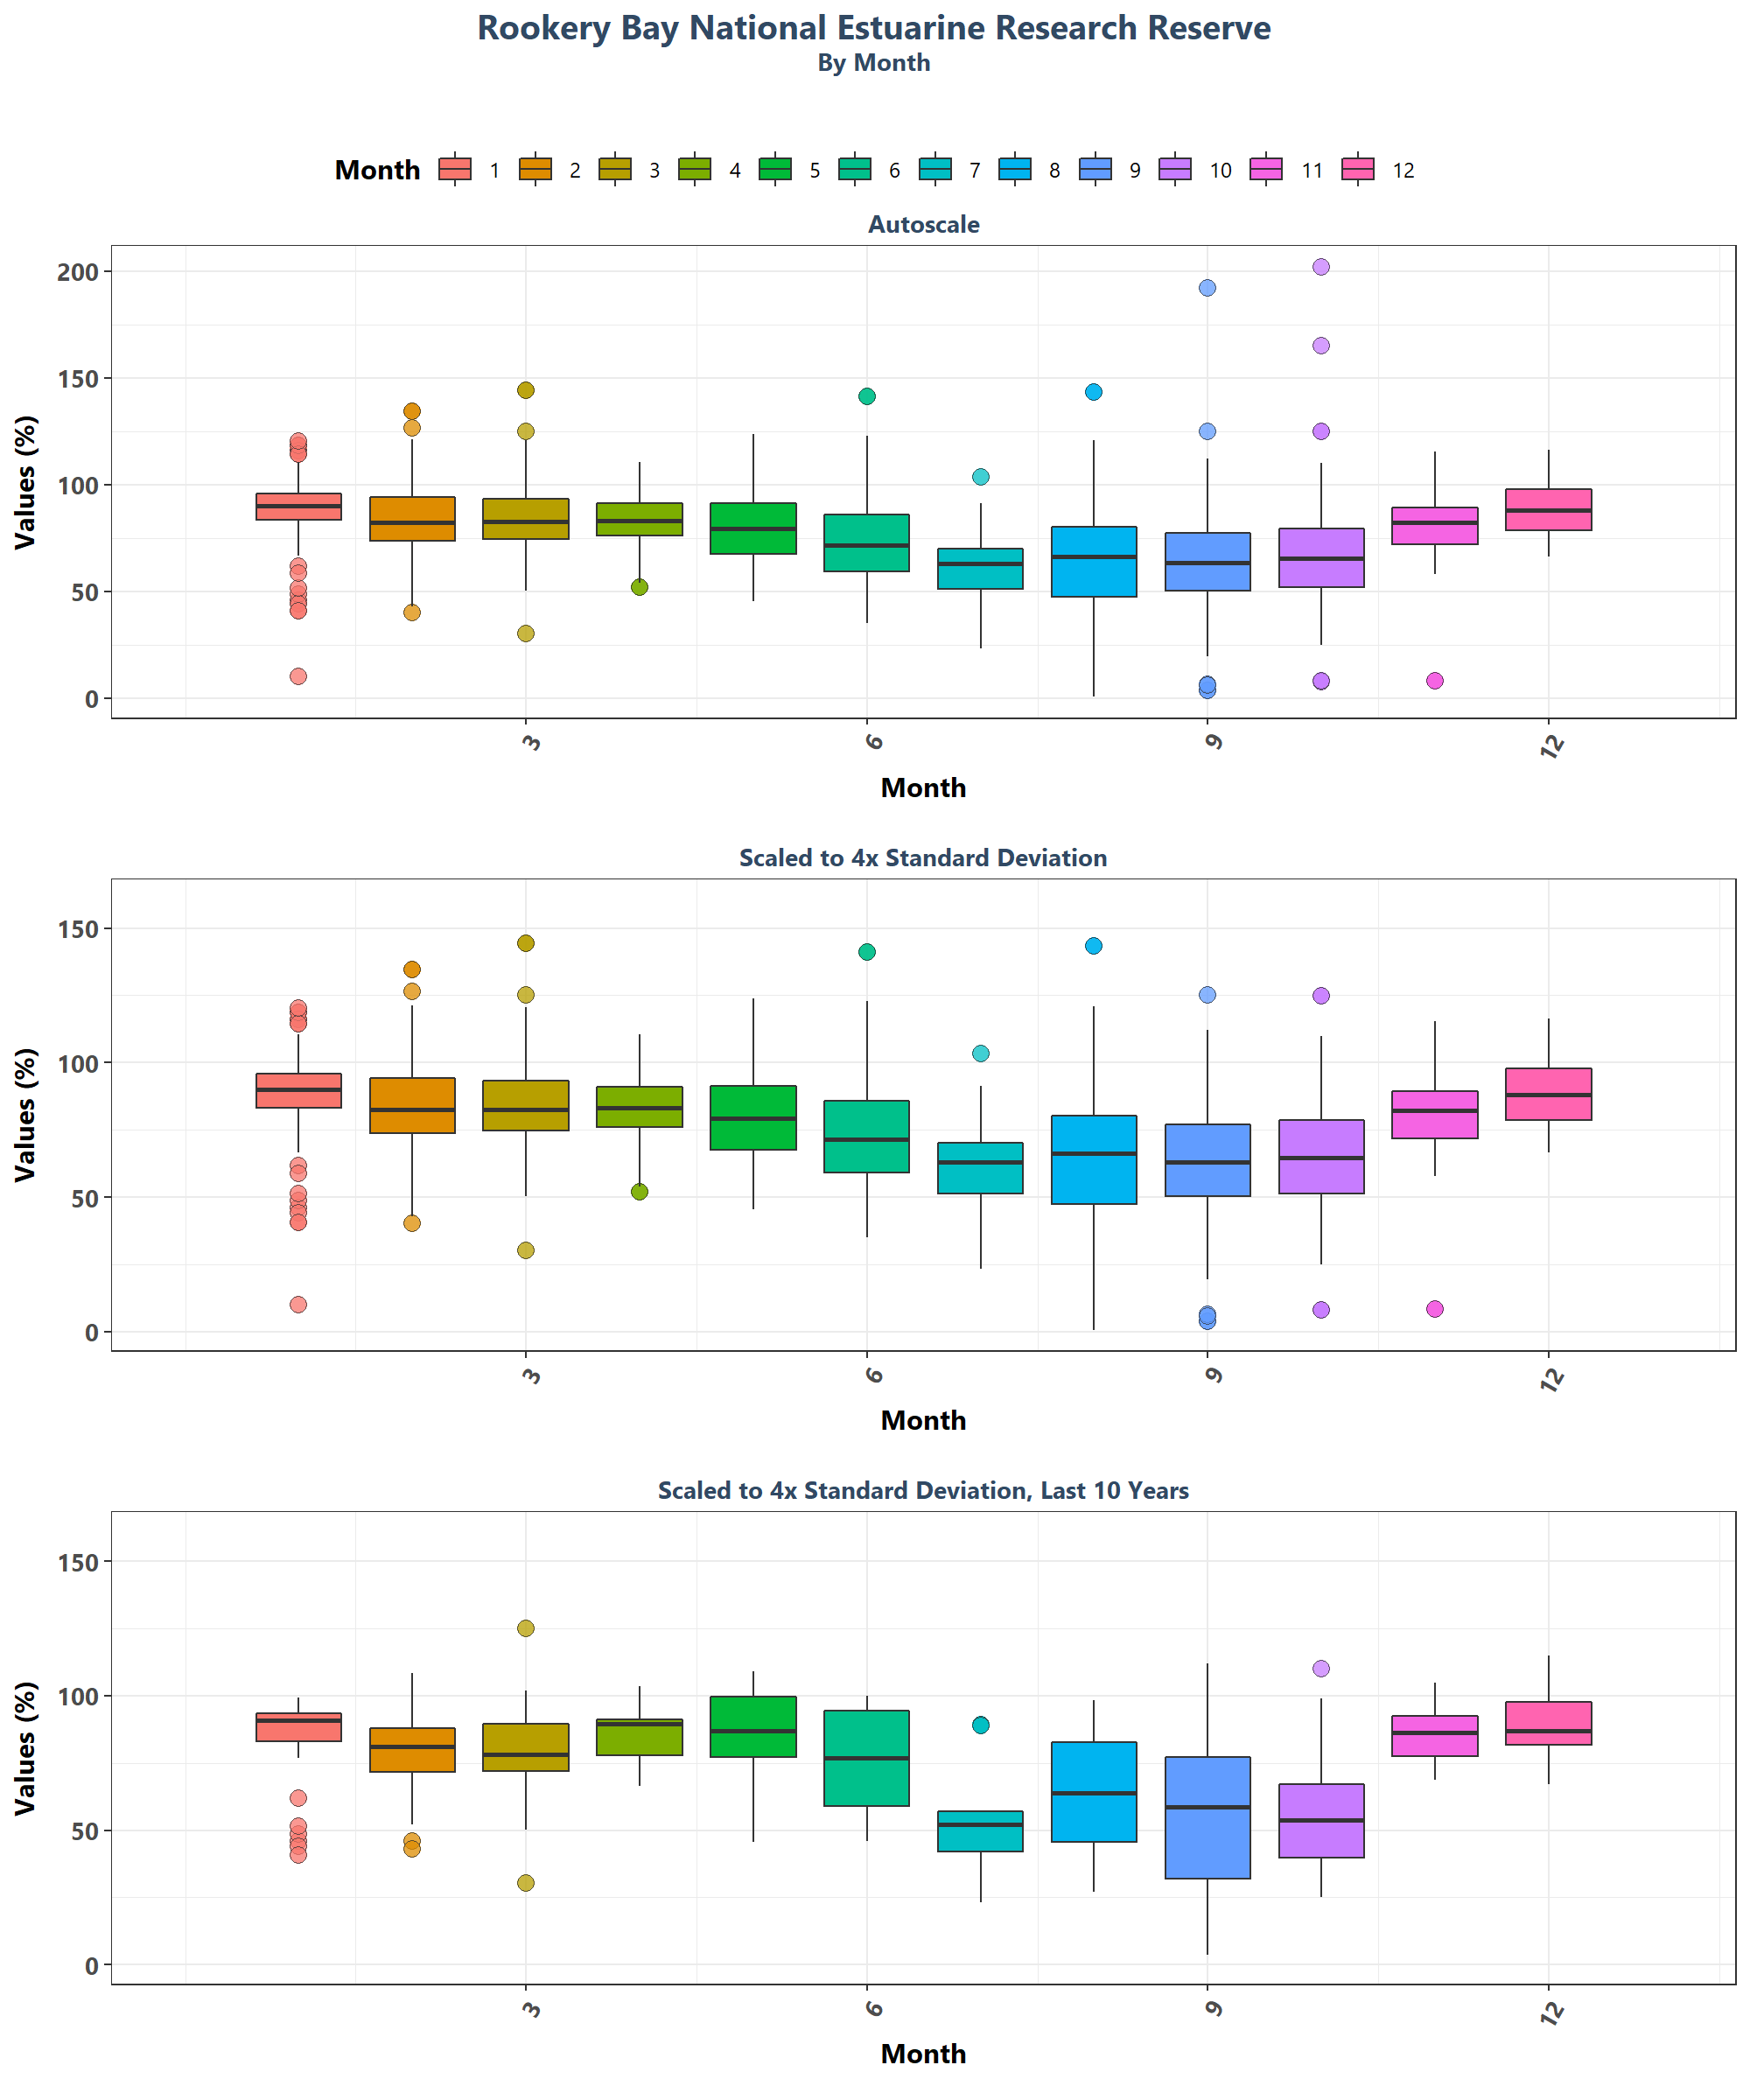 Rookery Bay National Estuarine Research Reserve
By Month
Month 1 2 3 4 5 6 7 8 9 10 11 12
Autoscale
200
150
100
50
0
Values (%)
3 6 9 12
Month
Scaled to 4x Standard Deviation
150
100
50
0
Values (%)
3 6 9 12
Month
Scaled to 4x Standard Deviation, Last 10 Years
150
100
50
0
Values (%)
3 6 9 12
Month